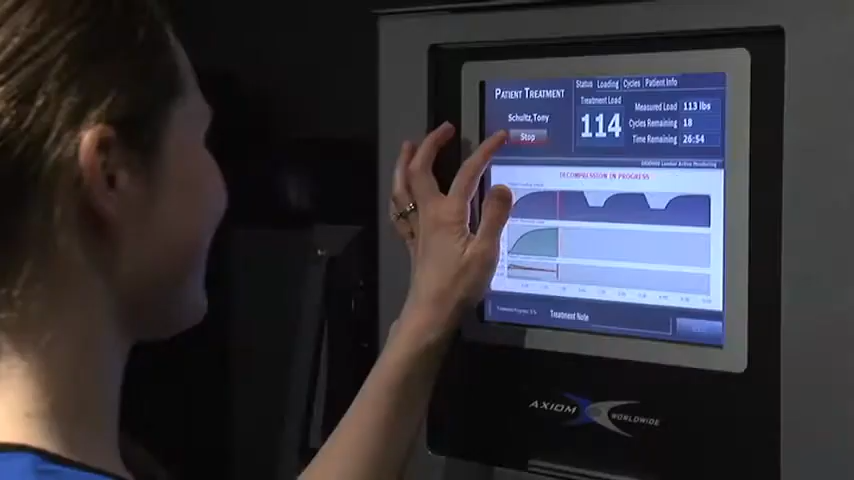 Status Loading Cycles Patient Info
PATIENT TREATMENT
Schultz,Tony
Stop
Treatment Load
114
Measured Load 113 lbs
Cycles Remaining 18
Time Remaining 26:54
DECOMPRESSION IN PROGRESS
Treatment Note
AXIOM WORLDWIDE